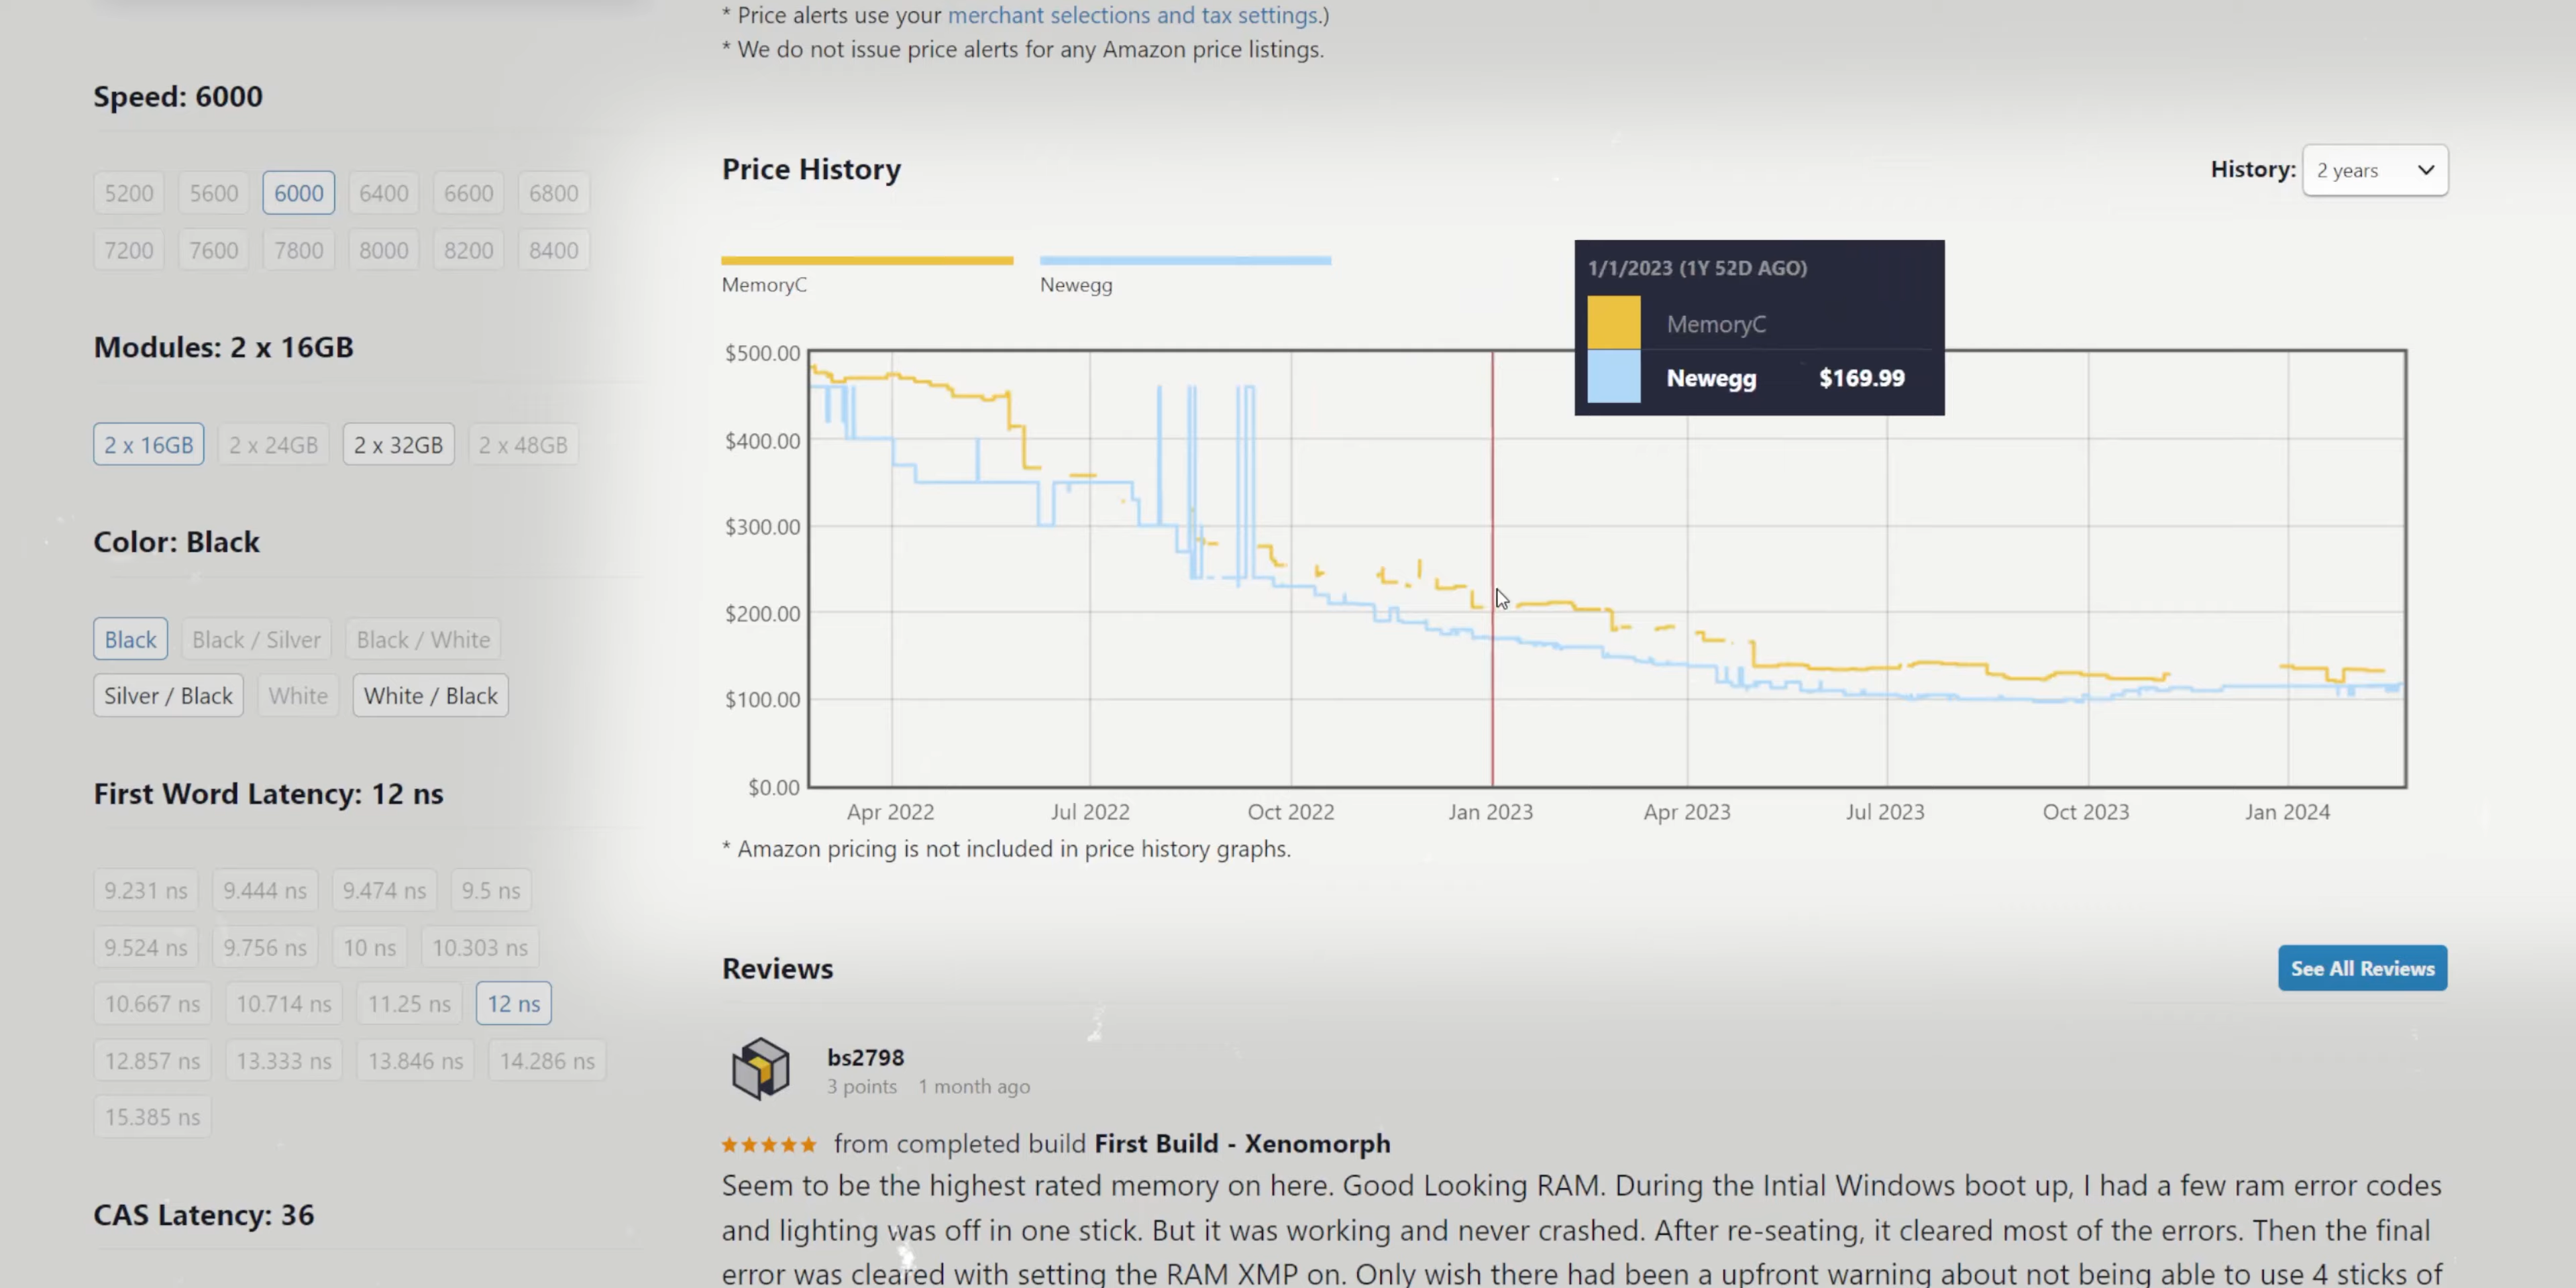 * Price alerts use your merchant selections and tax settings.)
* We do not issue price alerts for any Amazon price listings.
Speed: 6000
5200 5600 6000 6400 6600 6800
7200 7600 7800 8000 8200 8400
Modules: 2 x 16GB
2 x 16GB 2 x 24GB 2 x 32GB 2 x 48GB
Color: Black
Black Black / Silver Black / White
Silver / Black White White / Black
First Word Latency: 12 ns
9.231 ns 9.444 ns 9.474 ns 9.5 ns
9.524 ns 9.756 ns 10 ns 10.303 ns
10.667 ns 10.714 ns 11.25 ns 12 ns
12.857 ns 13.333 ns 13.846 ns 14.286 ns
15.385 ns
CAS Latency: 36
Price History
History: 2 years
MemoryC Newegg
1/1/2023 (1Y 52D AGO)
MemoryC
Newegg $169.99
$500.00
$400.00
$300.00
$200.00
$100.00
$0.00
Apr 2022 Jul 2022 Oct 2022 Jan 2023 Apr 2023 Jul 2023 Oct 2023 Jan 2024
* Amazon pricing is not included in price history graphs.
Reviews
See All Reviews
bs2798
3 points 1 month ago
from completed build First Build - Xenomorph
Seem to be the highest rated memory on here. Good Looking RAM. During the Intial Windows boot up, I had a few ram error codes
and lighting was off in one stick. But it was working and never crashed. After re-seating, it cleared most of the errors. Then the final
error was cleared with setting the RAM XMP on. Only wish there had been a upfront warning about not being able to use 4 sticks of